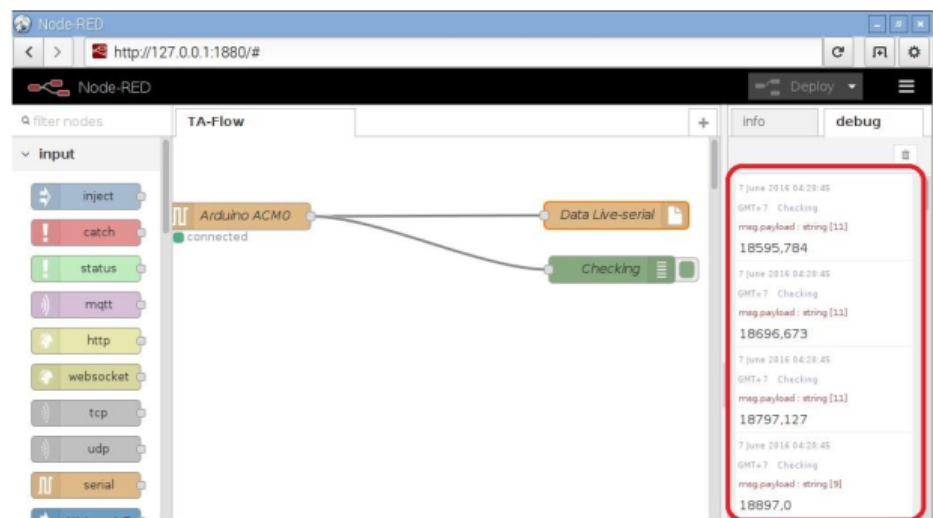 Node-RED
http://127.0.0.1:1880/#
Node-RED
Deploy
filter nodes
TA-Flow
+
info
debug
input
inject
catch
status
mqtt
http
websocket
tcp
udp
serial
Arduino ACM0
connected
Data Live-serial
Checking
7 June 2016 04:28:45
GMT+7 Checking
msg.payload : string [11]
18595,784
7 June 2016 04:28:45
GMT+7 Checking
msg.payload : string [11]
18696,673
7 June 2016 04:28:45
GMT+7 Checking
msg.payload : string [11]
18797,127
7 June 2016 04:28:45
GMT+7 Checking
msg.payload : string [9]
18897,0